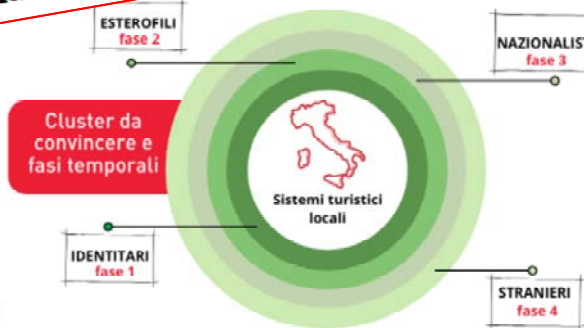 ESTEROFILI
fase 2
NAZIONALIST
fase 3
Cluster da
convincere e
fasi temporali
Sistemi turistici
locali
IDENTITARI
fase 1
STRANIERI
fase 4